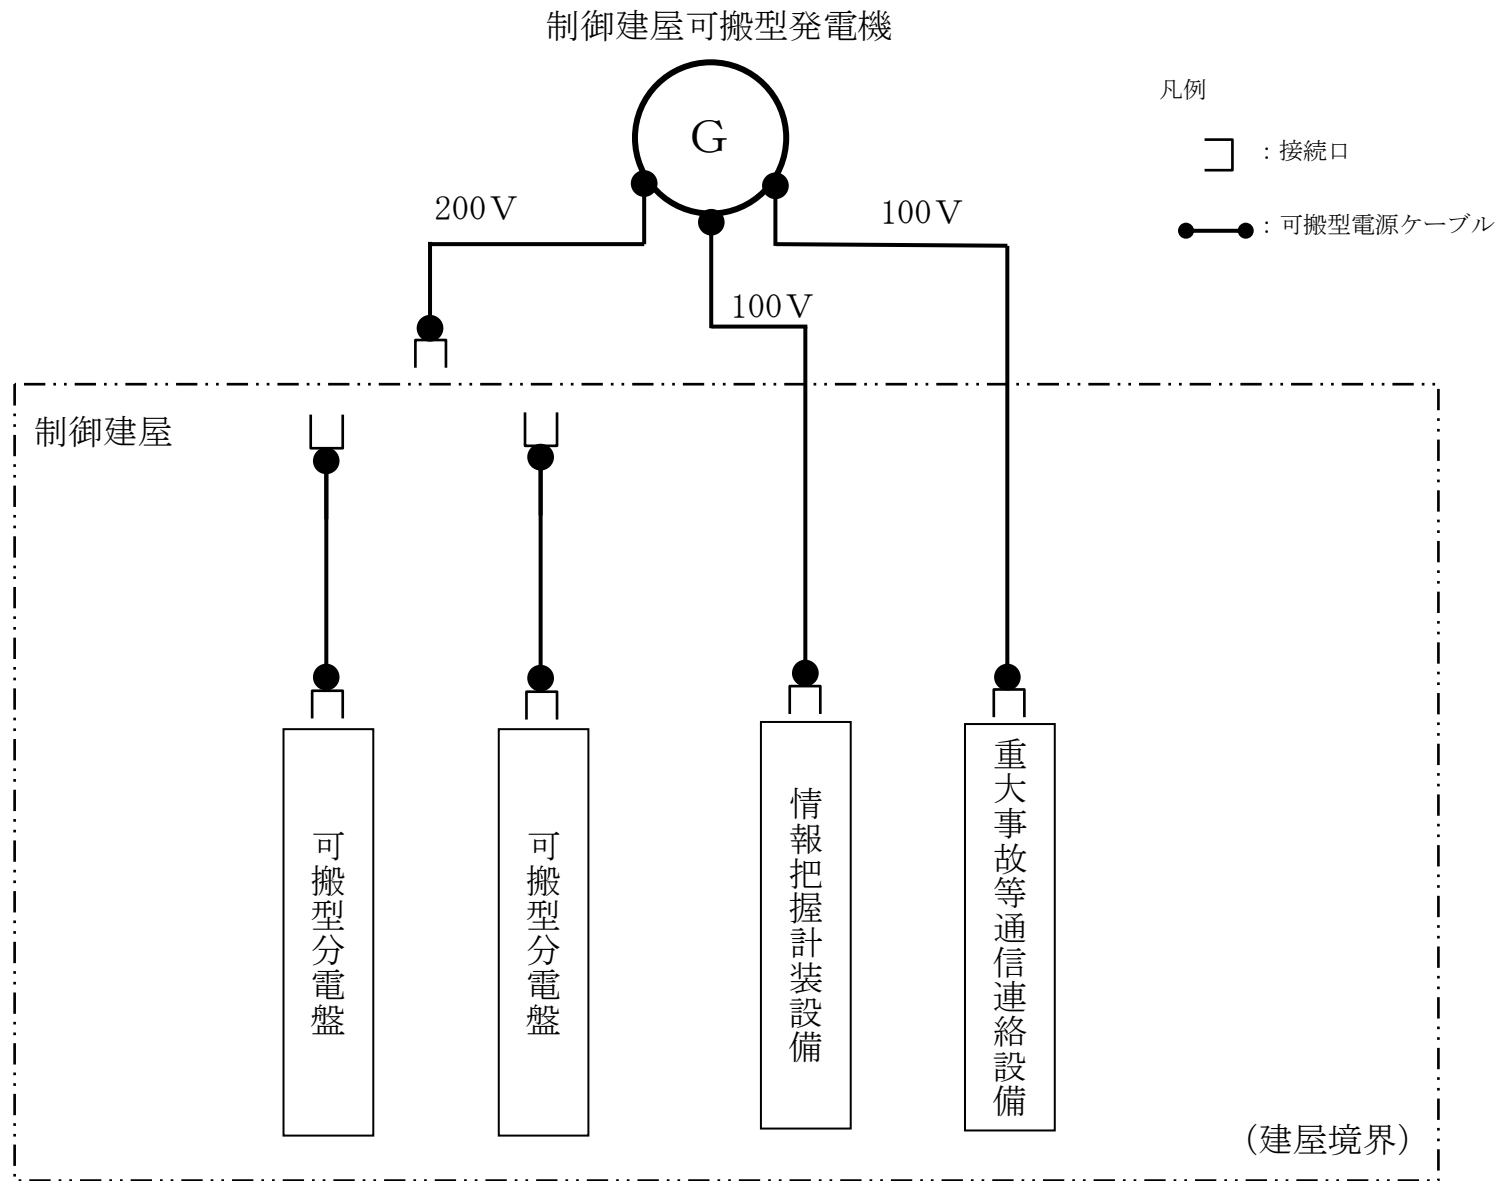 制御建屋可搬型発電機
凡例
G
：接続口
200V
100V
：可搬型電源ケーブル
100V
制御建屋
可搬型分電盤
可搬型分電盤
情報把握計装設備
重大事故等通信連絡設備
（建屋境界）